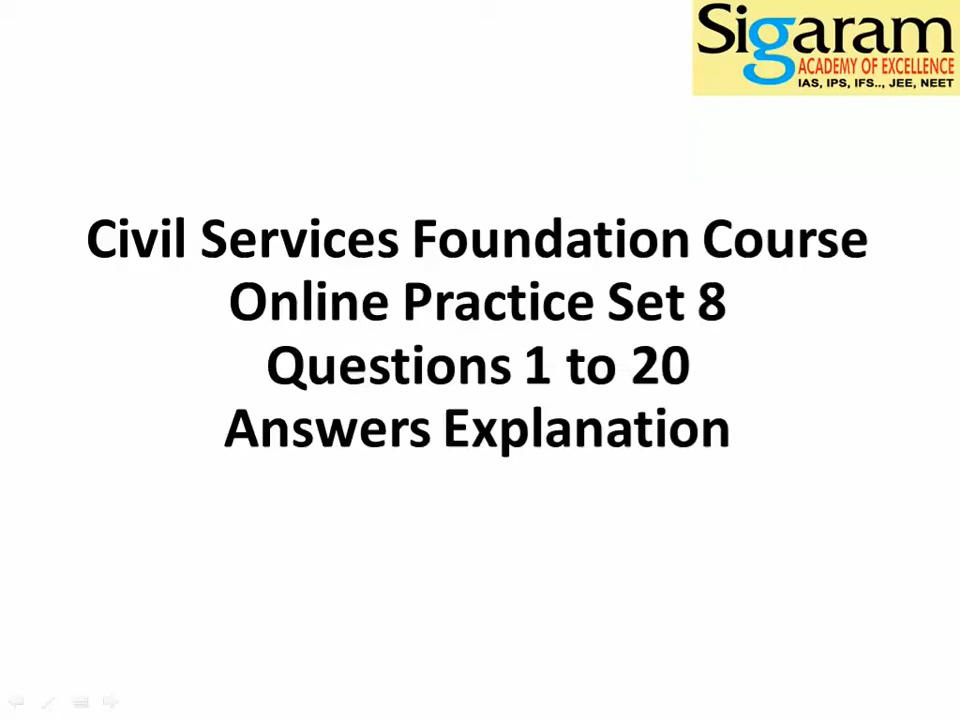 Sigaram
ACADEMY OF EXCELLENCE
IAS, IPS, IFS.., JEE, NEET
Civil Services Foundation Course
Online Practice Set 8
Questions 1 to 20
Answers Explanation